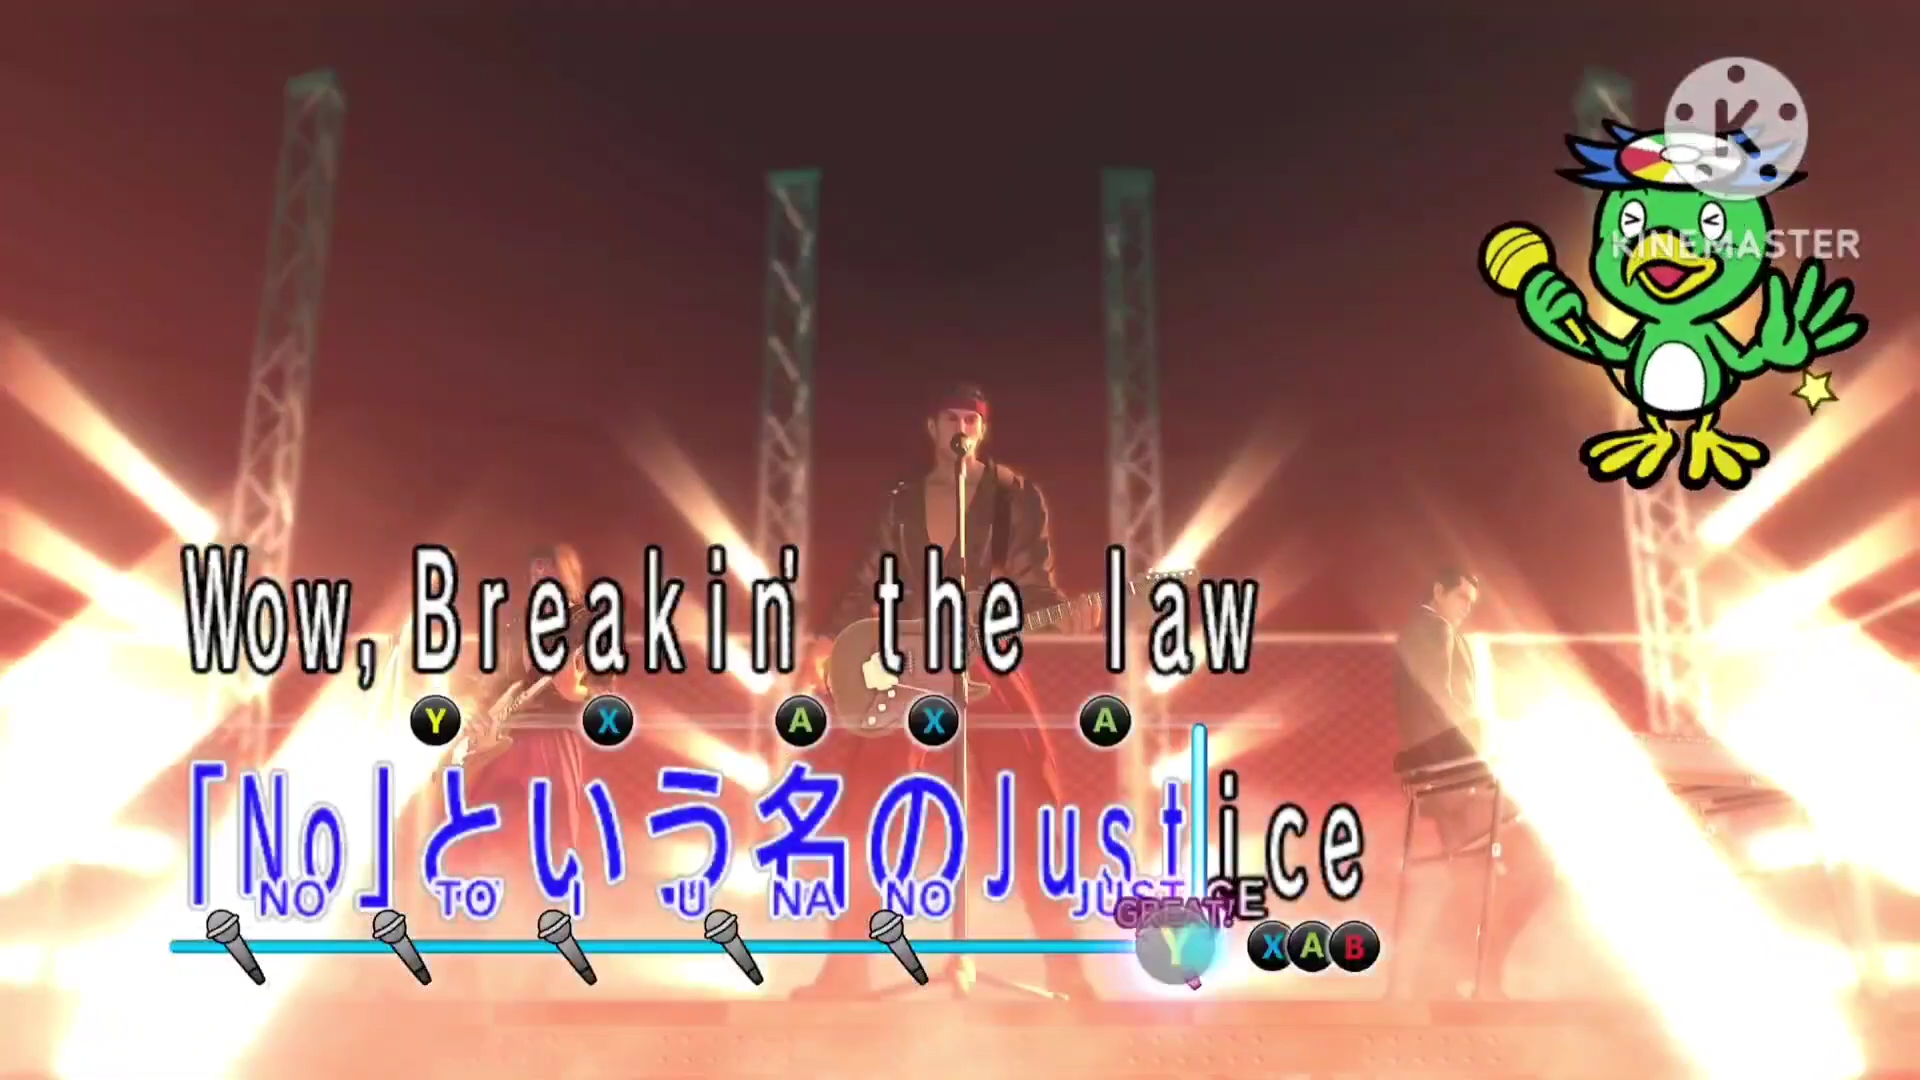 K
KINEMASTER
Wow, Breakin' the law
Y X A X A
「No」という名のJustice
NO TO I U NA NO JUSTICE
GREAT!
Y X A B